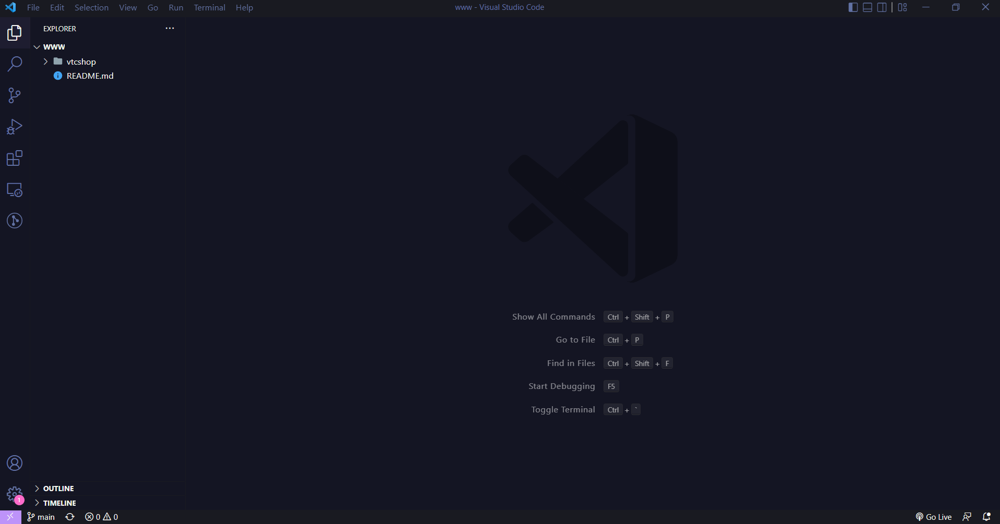 File Edit Selection View Go Run Terminal Help
www - Visual Studio Code
EXPLORER
WWW
vtcshop
README.md
Show All Commands Ctrl + Shift + P
Go to File Ctrl + P
Find in Files Ctrl + Shift + F
Start Debugging F5
Toggle Terminal Ctrl + `
OUTLINE
1
TIMELINE
main 0 0 Go Live